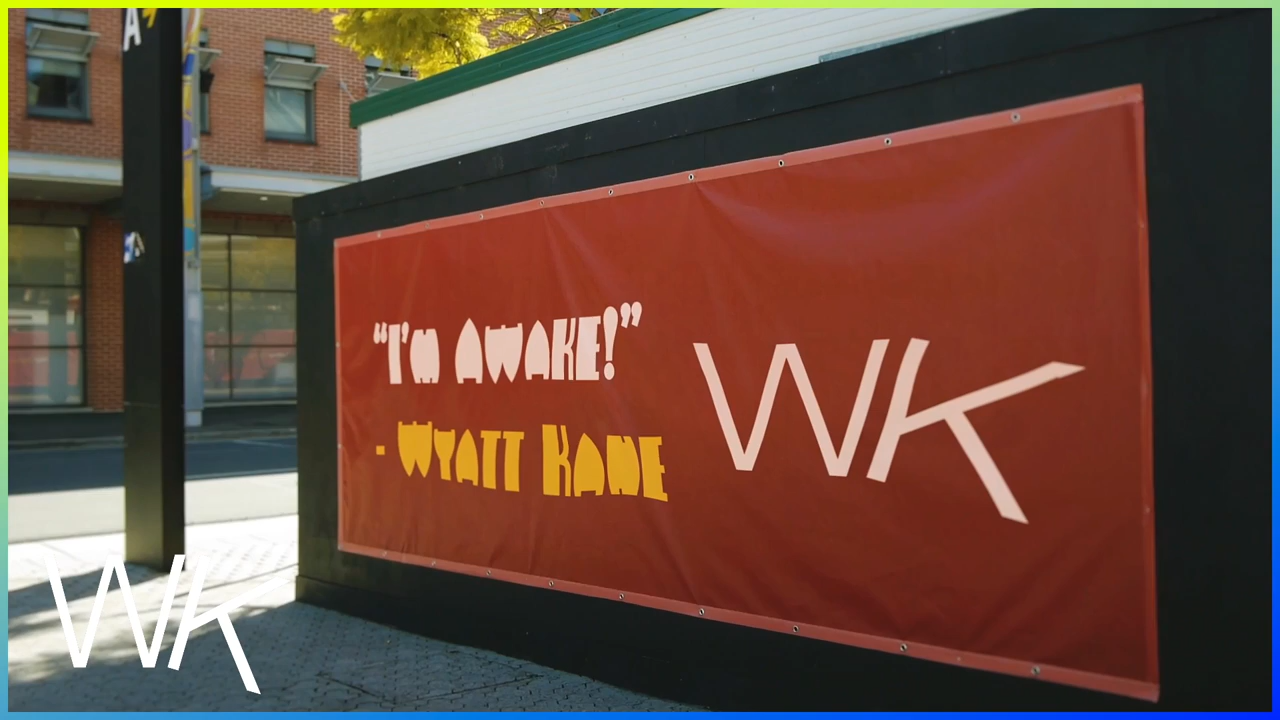 A
“I'm AWAKE!”
- WYATT KANE
WK
WK